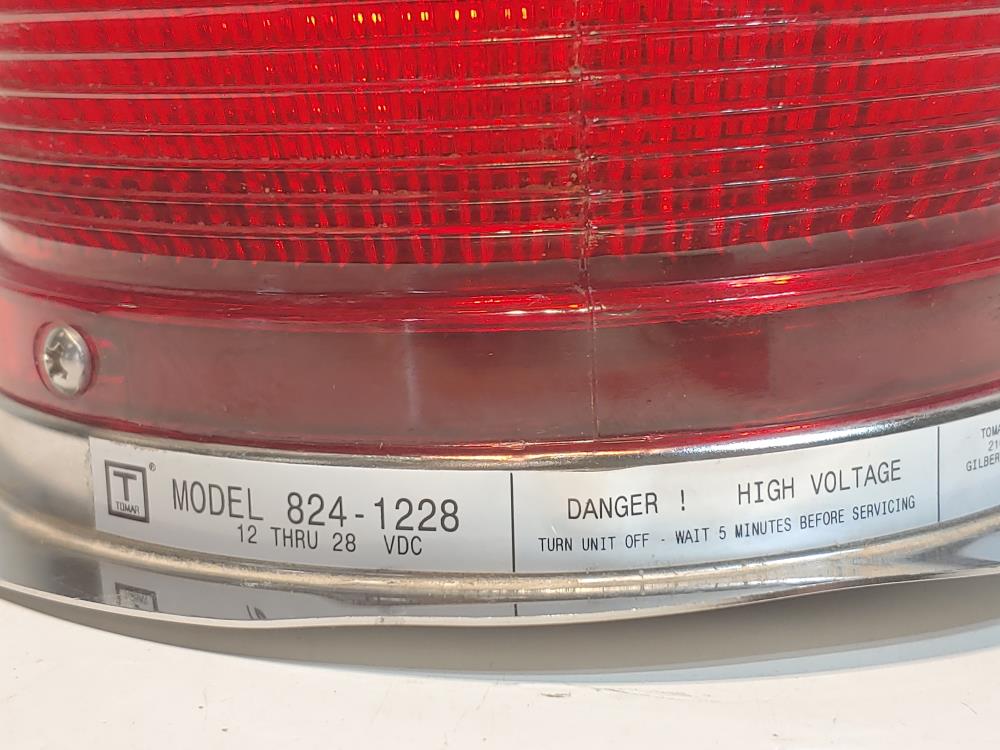 T®
TOMAR
MODEL 824-1228
12 THRU 28 VDC
DANGER ! HIGH VOLTAGE
TURN UNIT OFF - WAIT 5 MINUTES BEFORE SERVICING